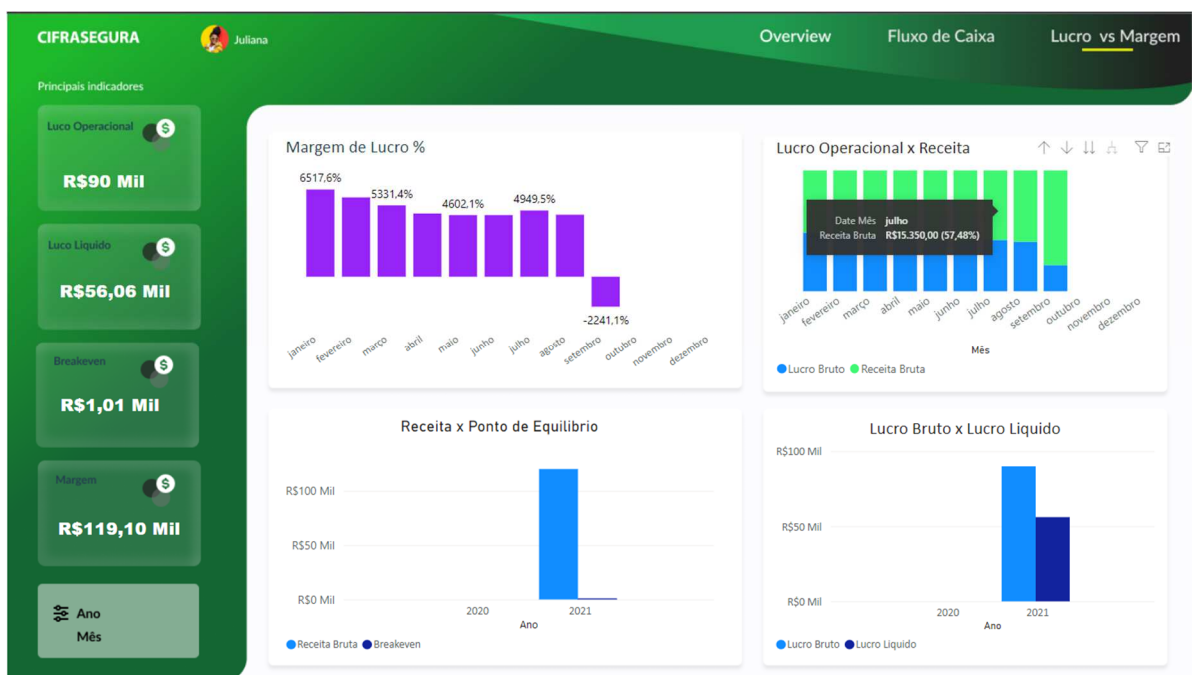 CIFRASEGURA
Juliana
Overview
Fluxo de Caixa
Lucro vs Margem
Principais indicadores
Luco Operacional
$
R$90 Mil
Luco Liquido
$
R$56,06 Mil
Breakeven
$
R$1,01 Mil
Margem
$
R$119,10 Mil
Ano
Mês
Margem de Lucro %
6517,6%
5331,4%
4602,1%
4949,5%
-2241,1%
janeiro fevereiro março abril maio junho julho agosto setembro outubro novembro dezembro
Lucro Operacional x Receita
Date Mês julho
Receita Bruta R$15.350,00 (57,48%)
janeiro fevereiro março abril maio junho julho agosto setembro outubro novembro dezembro
Mês
Lucro Bruto Receita Bruta
Receita x Ponto de Equilibrio
R$100 Mil
R$50 Mil
R$0 Mil
2020 2021
Ano
Receita Bruta Breakeven
Lucro Bruto x Lucro Liquido
R$100 Mil
R$50 Mil
R$0 Mil
2020 2021
Ano
Lucro Bruto Lucro Liquido